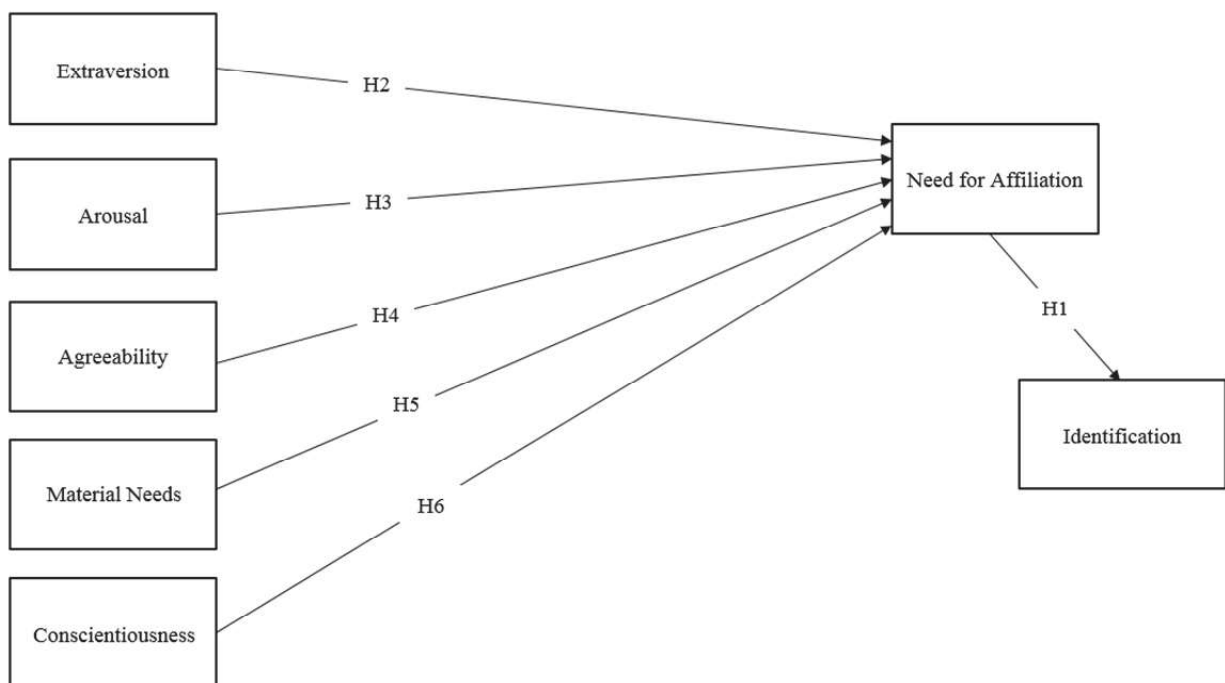 Extraversion
H2
Need for Affiliation
Arousal
H3
Agreeability
H4
H1
Material Needs
H5
Identification
H6
Conscientiousness